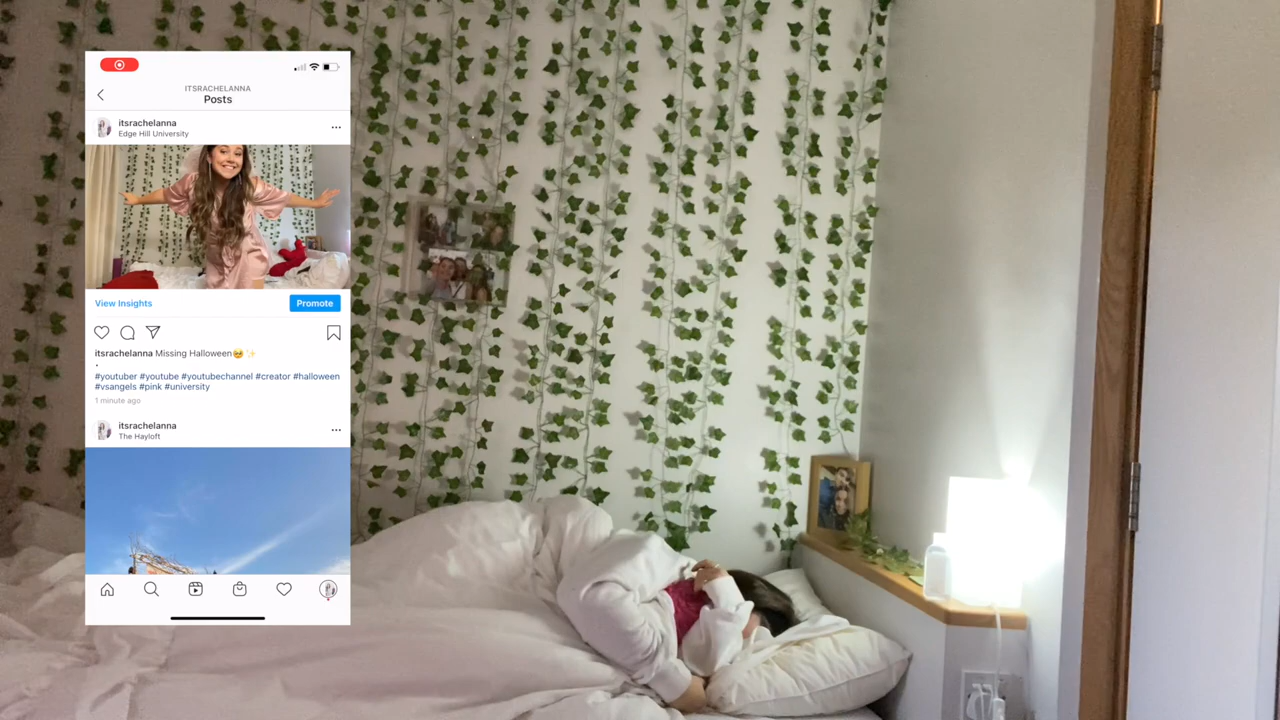 ITSRACHELANNA
Posts
itsrachelanna
Edge Hill University
View Insights
Promote
itsrachelanna Missing Halloween🥺✨
.
#youtuber #youtube #youtubechannel #creator #halloween
#vsangels #pink #university
1 minute ago
itsrachelanna
The Hayloft